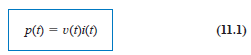 p(t) = v(t)i(t) (11.1)